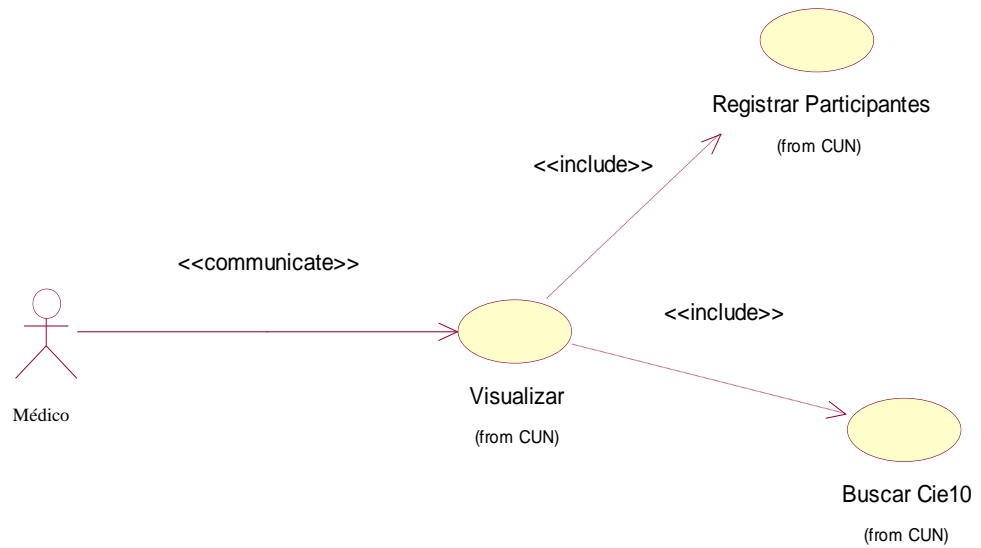 Registrar Participantes
(from CUN)
<<include>>
<<communicate>>
<<include>>
Visualizar
(from CUN)
Médico
Buscar Cie10
(from CUN)